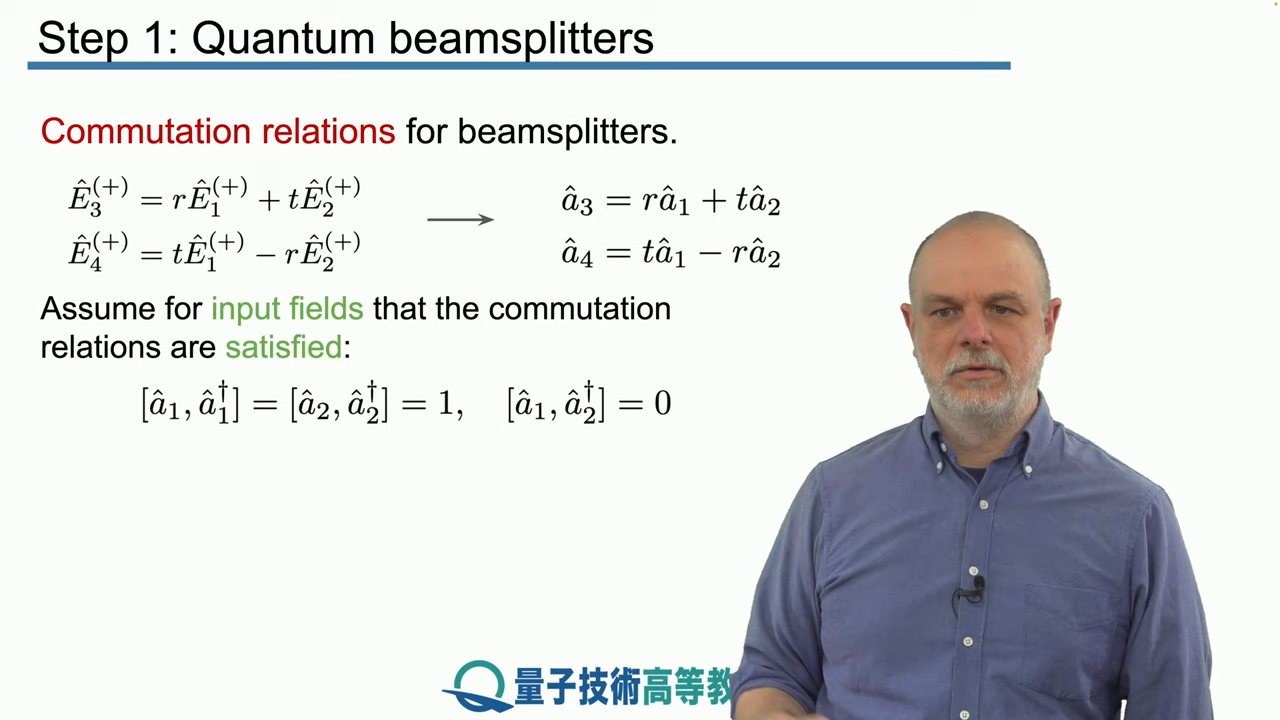 Step 1: Quantum beamsplitters
Commutation relations for beamsplitters.
Ê₃⁽⁺⁾ = rÊ₁⁽⁺⁾ + tÊ₂⁽⁺⁾
Ê₄⁽⁺⁾ = tÊ₁⁽⁺⁾ − rÊ₂⁽⁺⁾
â₃ = râ₁ + tâ₂
â₄ = tâ₁ − râ₂
Assume for input fields that the commutation
relations are satisfied:
[â₁, â₁†] = [â₂, â₂†] = 1, [â₁, â₂†] = 0
量子技術高等教